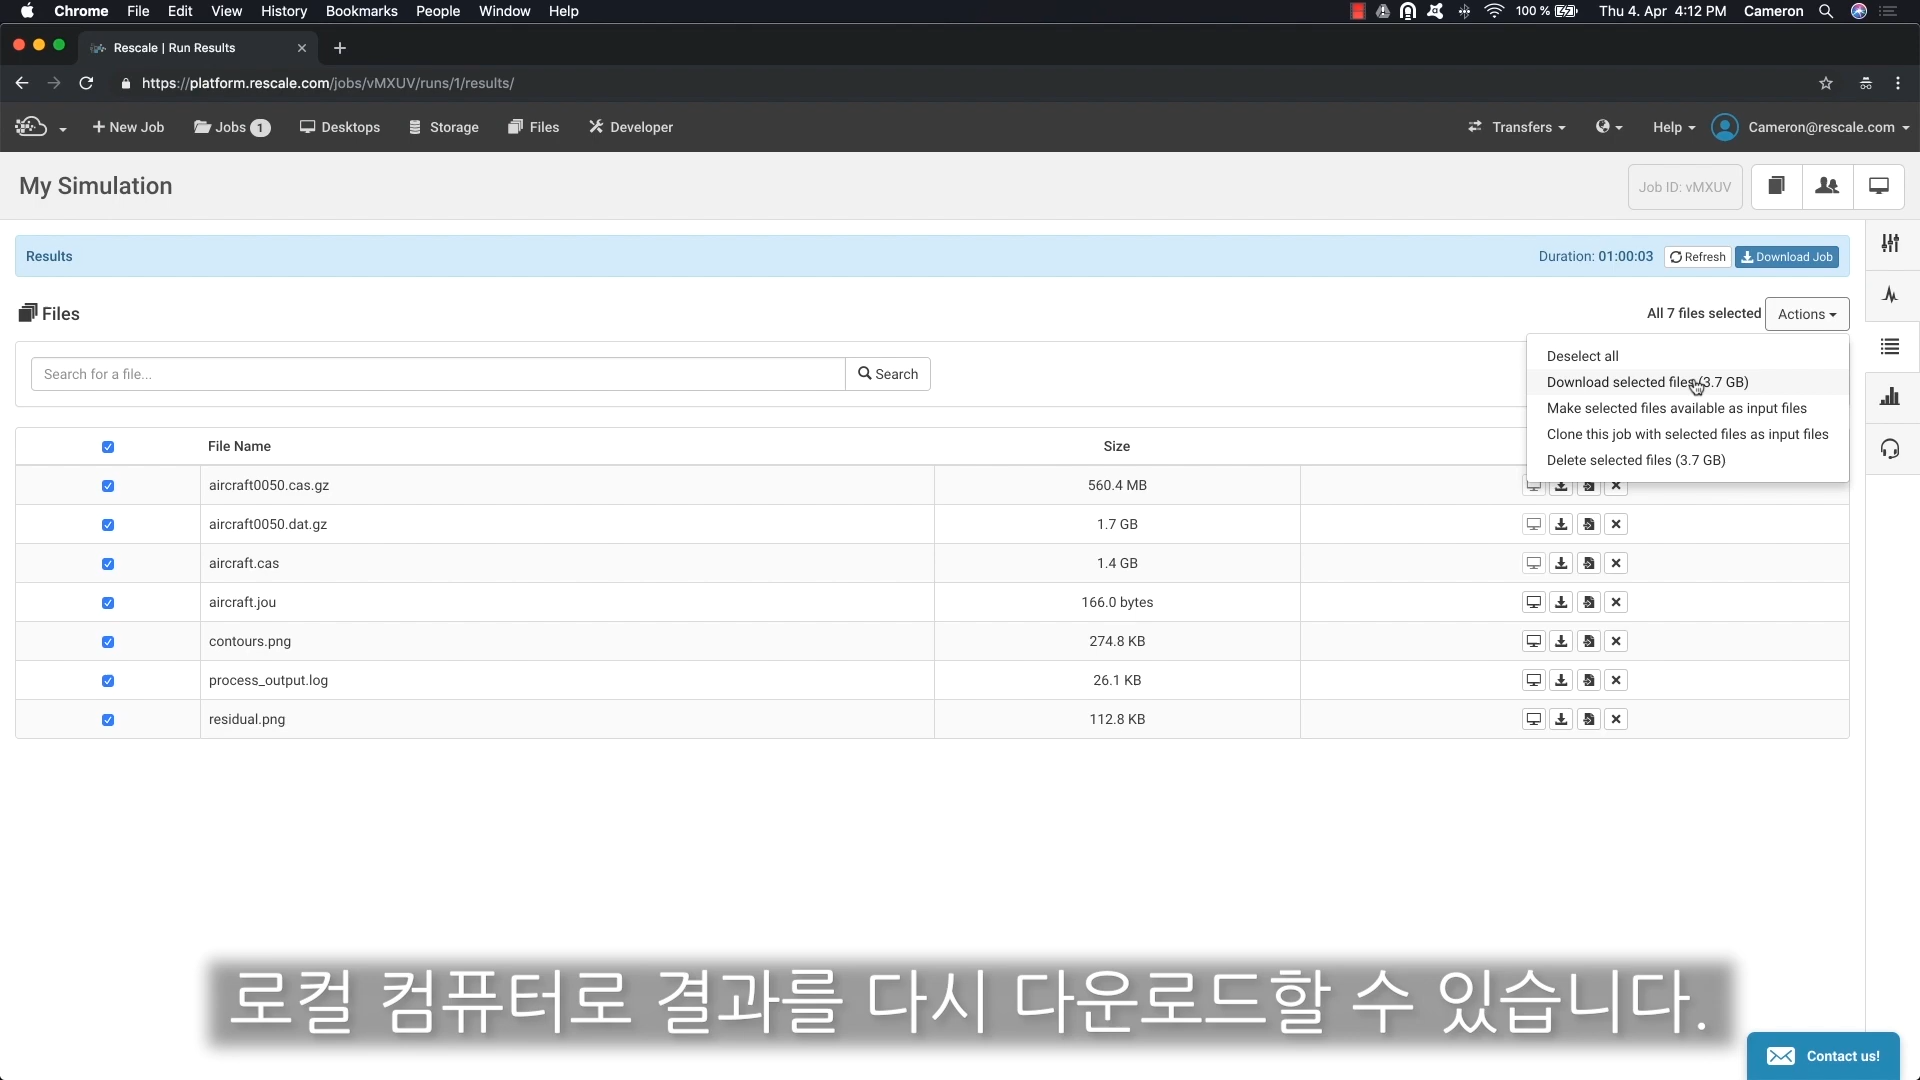 Chrome File Edit View History Bookmarks People Window Help 100 % Thu 4. Apr 4:12 PM Cameron
Rescale | Run Results
https://platform.rescale.com/jobs/vMXUV/runs/1/results/
New Job Jobs 1 Desktops Storage Files Developer Transfers Help Cameron@rescale.com
My Simulation Job ID: vMXUV
Results Duration: 01:00:03 Refresh Download Job
Files All 7 files selected Actions
Search for a file... Search
Deselect all
Download selected files (3.7 GB)
Make selected files available as input files
Clone this job with selected files as input files
Delete selected files (3.7 GB)
File Name Size
aircraft0050.cas.gz 560.4 MB
aircraft0050.dat.gz 1.7 GB
aircraft.cas 1.4 GB
aircraft.jou 166.0 bytes
contours.png 274.8 KB
process_output.log 26.1 KB
residual.png 112.8 KB
로컬 컴퓨터로 결과를 다시 다운로드할 수 있습니다.
Contact us!